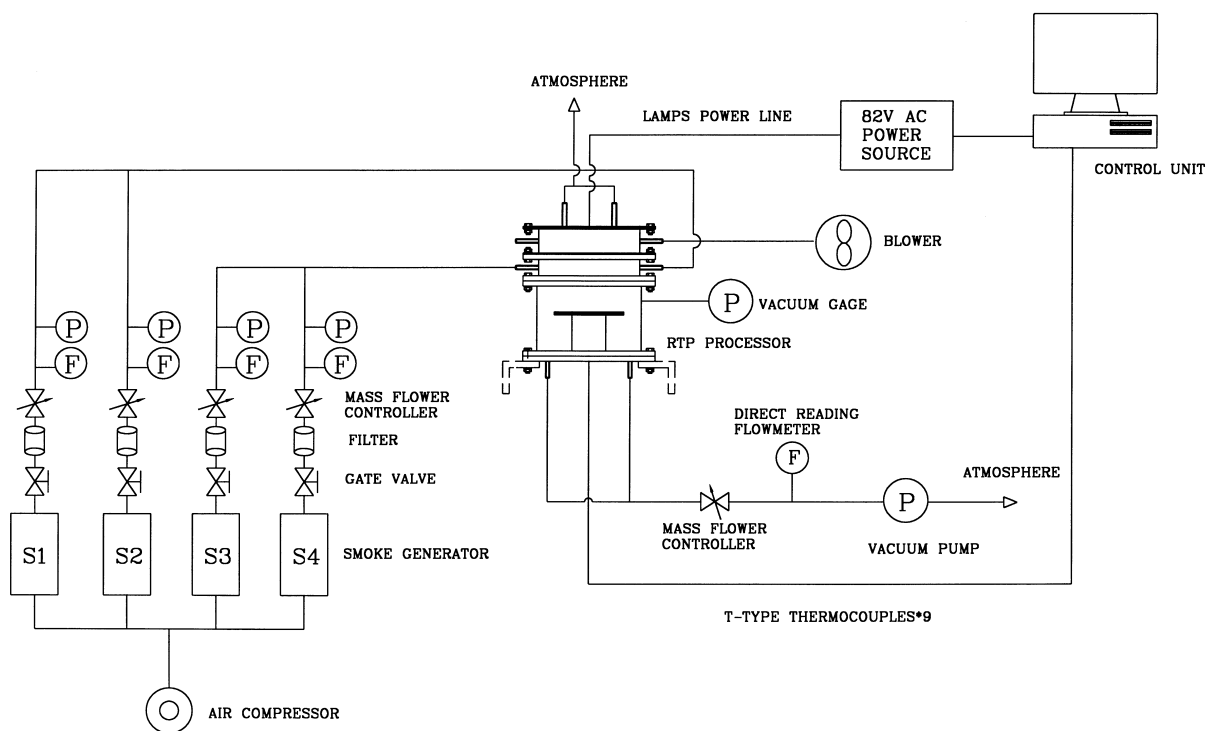 ATMOSPHERE
LAMPS POWER LINE
82V AC
POWER
SOURCE
CONTROL UNIT
BLOWER
P
VACUUM GAGE
RTP PROCESSOR
P
P
P
P
F
F
F
F
MASS FLOWER
CONTROLLER
FILTER
GATE VALVE
DIRECT READING
FLOWMETER
F
ATMOSPHERE
P
MASS FLOWER
CONTROLLER
VACUUM PUMP
S1
S2
S3
S4
SMOKE GENERATOR
T-TYPE THERMOCOUPLES*9
AIR COMPRESSOR